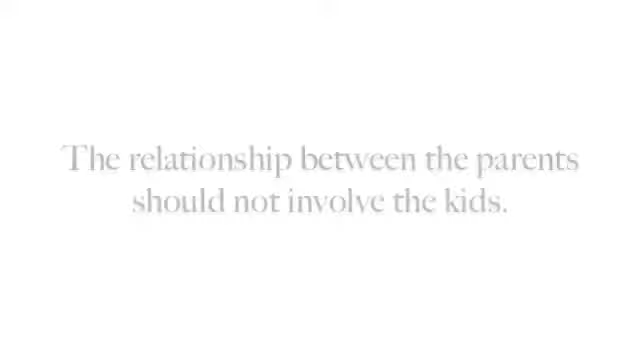 The relationship between the parents
should not involve the kids.